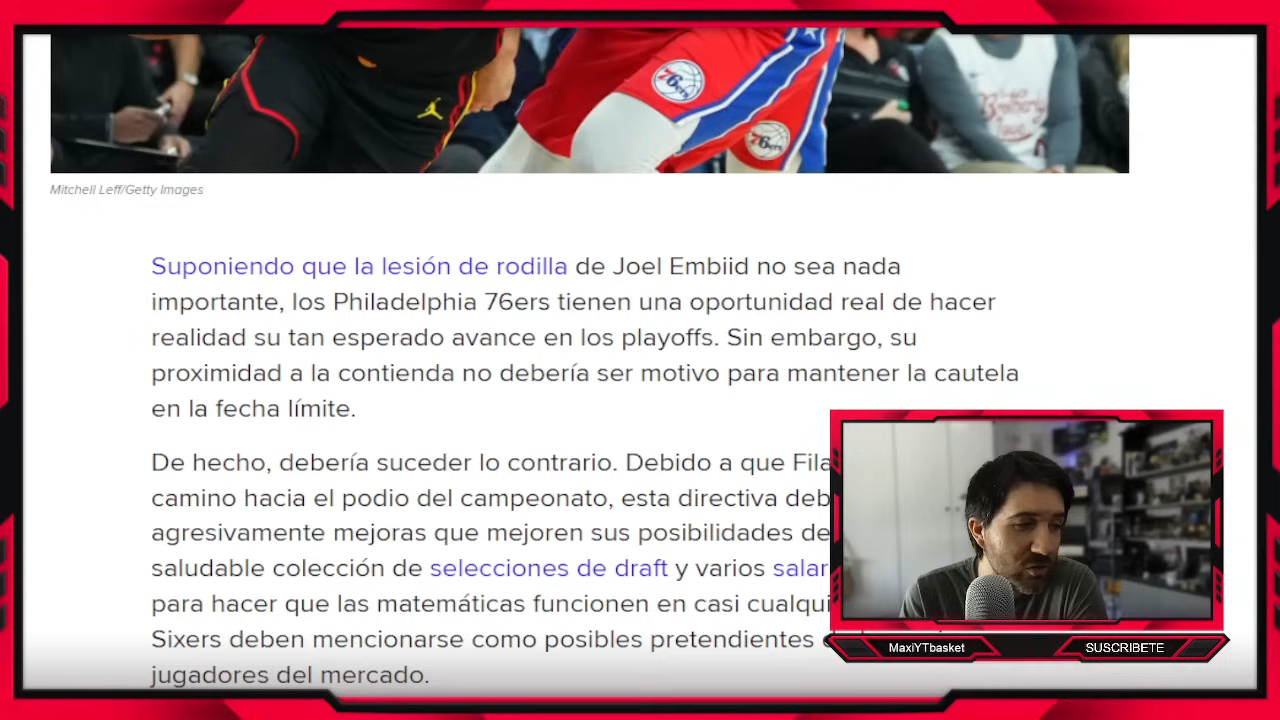 76ers
76ers
Mitchell Leff/Getty Images
Suponiendo que la lesión de rodilla de Joel Embiid no sea nada
importante, los Philadelphia 76ers tienen una oportunidad real de hacer
realidad su tan esperado avance en los playoffs. Sin embargo, su
proximidad a la contienda no debería ser motivo para mantener la cautela
en la fecha límite.
De hecho, debería suceder lo contrario. Debido a que Fila
camino hacia el podio del campeonato, esta directiva deb
agresivamente mejoras que mejoren sus posibilidades de
saludable colección de selecciones de draft y varios salar
para hacer que las matemáticas funcionen en casi cualqui
Sixers deben mencionarse como posibles pretendientes
jugadores del mercado.
MaxiYTbasket
SUSCRIBETE